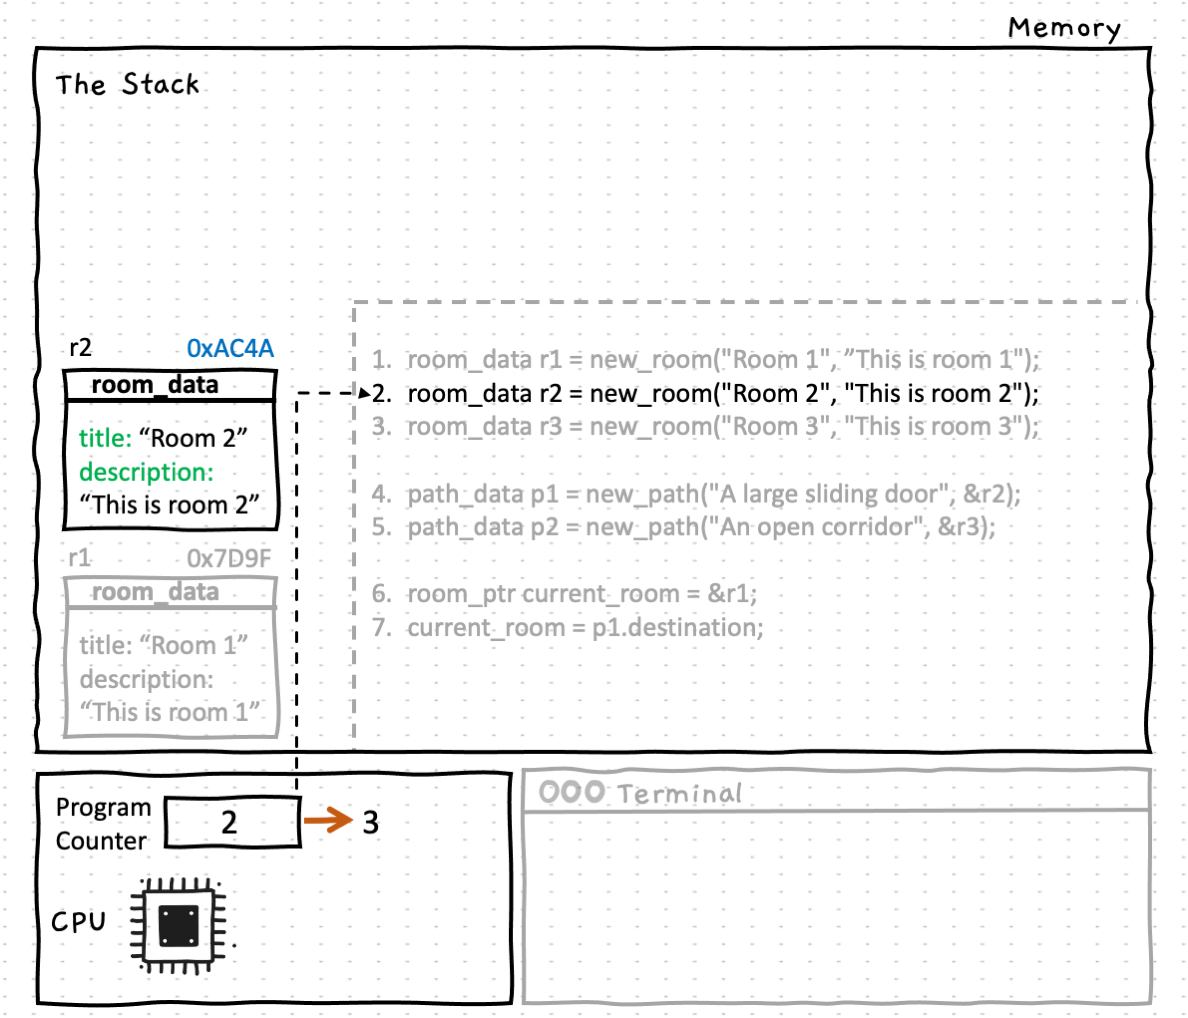 Memory
The Stack
r2 0xAC4A
room_data
title: “Room 2”
description:
“This is room 2”
r1 0x7D9F
room_data
title: “Room 1”
description:
“This is room 1”
1. room_data r1 = new_room("Room 1", ”This is room 1");
2. room_data r2 = new_room("Room 2", "This is room 2");
3. room_data r3 = new_room("Room 3", "This is room 3");
4. path_data p1 = new_path("A large sliding door", &r2);
5. path_data p2 = new_path("An open corridor", &r3);
6. room_ptr current_room = &r1;
7. current_room = p1.destination;
Program
Counter
2
3
CPU
Terminal